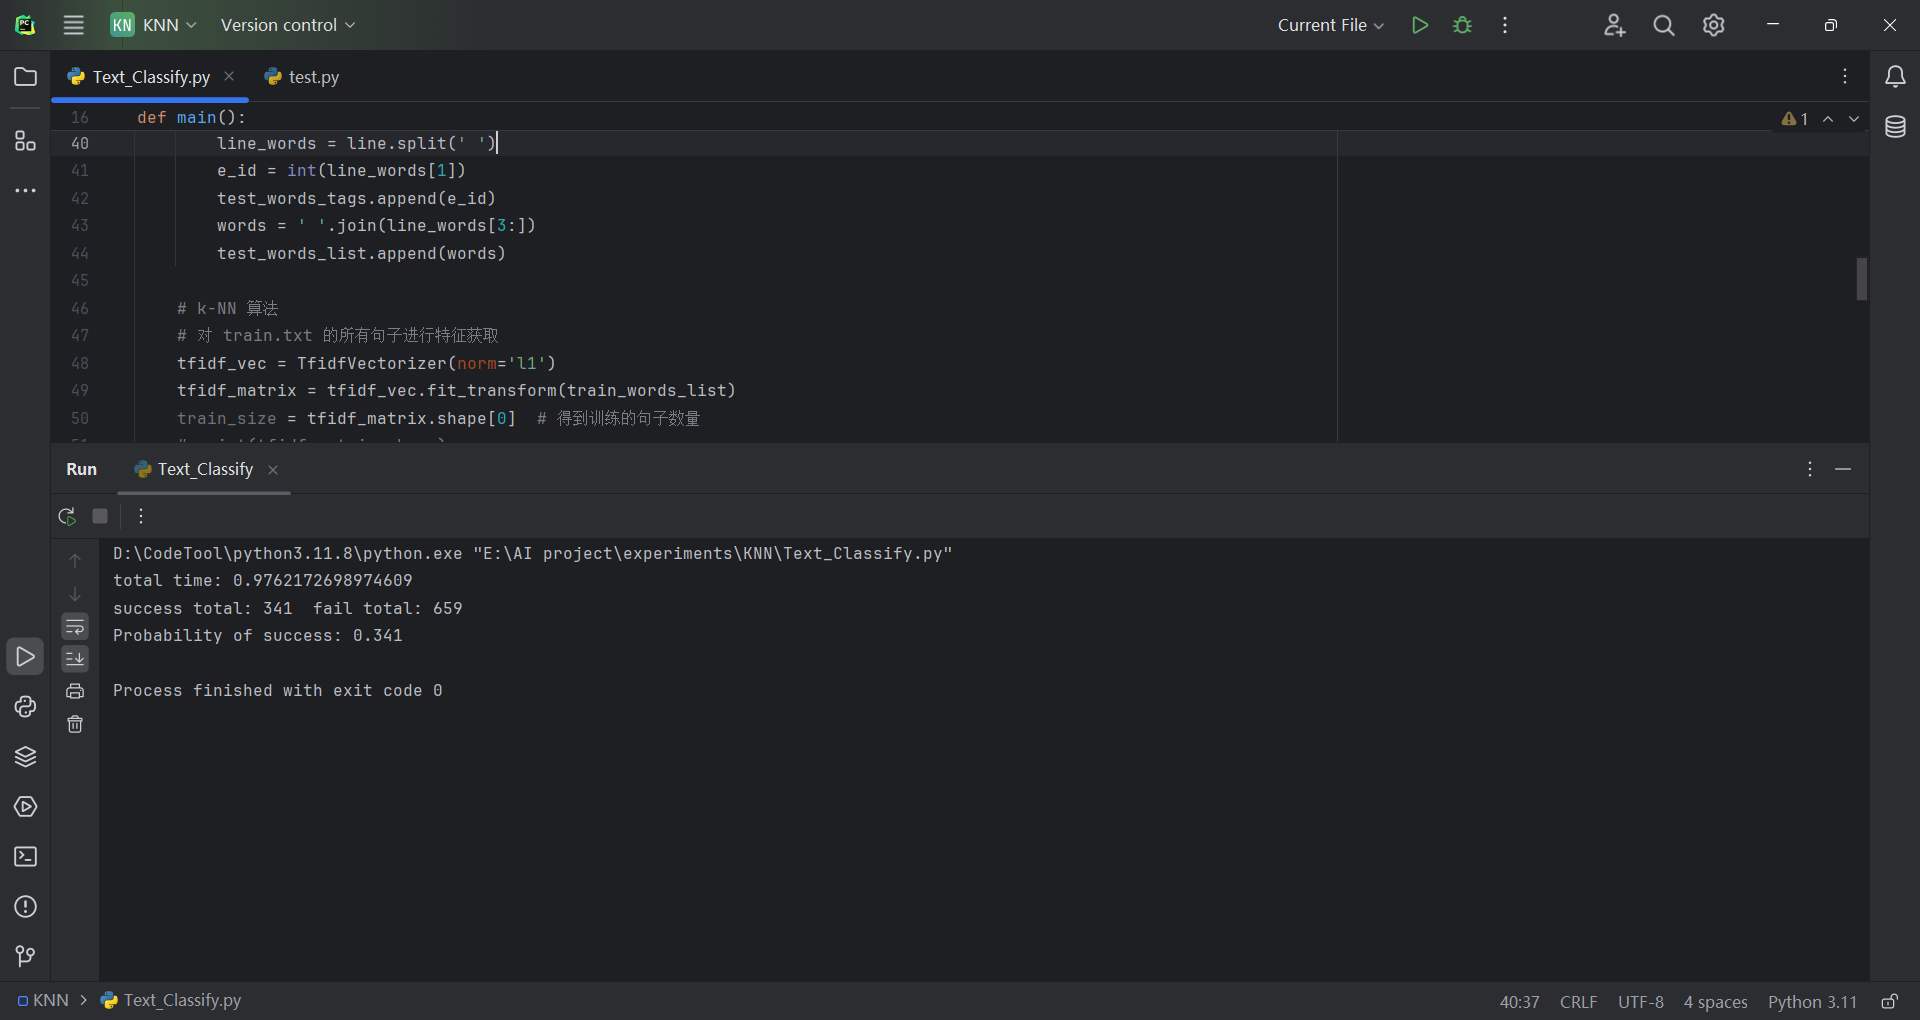 KN KNN Version control Current File
Text_Classify.py test.py
16 def main(): 1
40 line_words = line.split(' ')
41 e_id = int(line_words[1])
42 test_words_tags.append(e_id)
43 words = ' '.join(line_words[3:])
44 test_words_list.append(words)
45
46 # k-NN 算法
47 # 对 train.txt 的所有句子进行特征获取
48 tfidf_vec = TfidfVectorizer(norm='l1')
49 tfidf_matrix = tfidf_vec.fit_transform(train_words_list)
50 train_size = tfidf_matrix.shape[0] # 得到训练的句子数量
Run Text_Classify
D:\CodeTool\python3.11.8\python.exe "E:\AI project\experiments\KNN\Text_Classify.py"
total time: 0.9762172698974609
success total: 341 fail total: 659
Probability of success: 0.341
Process finished with exit code 0
KNN > Text_Classify.py 40:37 CRLF UTF-8 4 spaces Python 3.11